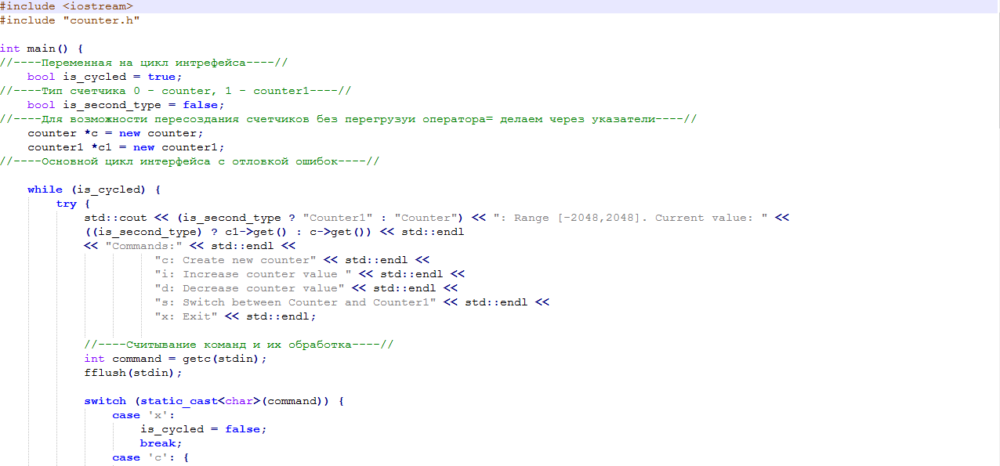 #include <iostream>
#include "counter.h"
int main() {
//----Переменная на цикл интрефейса----//
bool is_cycled = true;
//----Тип счетчика 0 - counter, 1 - counter1----//
bool is_second_type = false;
//----Для возможности пересоздания счетчиков без перегрузуи оператора= делаем через указатели----//
counter *c = new counter;
counter1 *c1 = new counter1;
//----Основной цикл интерфейса с отловкой ошибок----//
while (is_cycled) {
try {
std::cout << (is_second_type ? "Counter1" : "Counter") << ": Range [-2048,2048]. Current value: " <<
((is_second_type) ? c1->get() : c->get()) << std::endl
<< "Commands:" << std::endl <<
"c: Create new counter" << std::endl <<
"i: Increase counter value " << std::endl <<
"d: Decrease counter value" << std::endl <<
"s: Switch between Counter and Counter1" << std::endl <<
"x: Exit" << std::endl;
//----Считывание команд и их обработка----//
int command = getc(stdin);
fflush(stdin);
switch (static_cast<char>(command)) {
case 'x':
is_cycled = false;
break;
case 'c': {